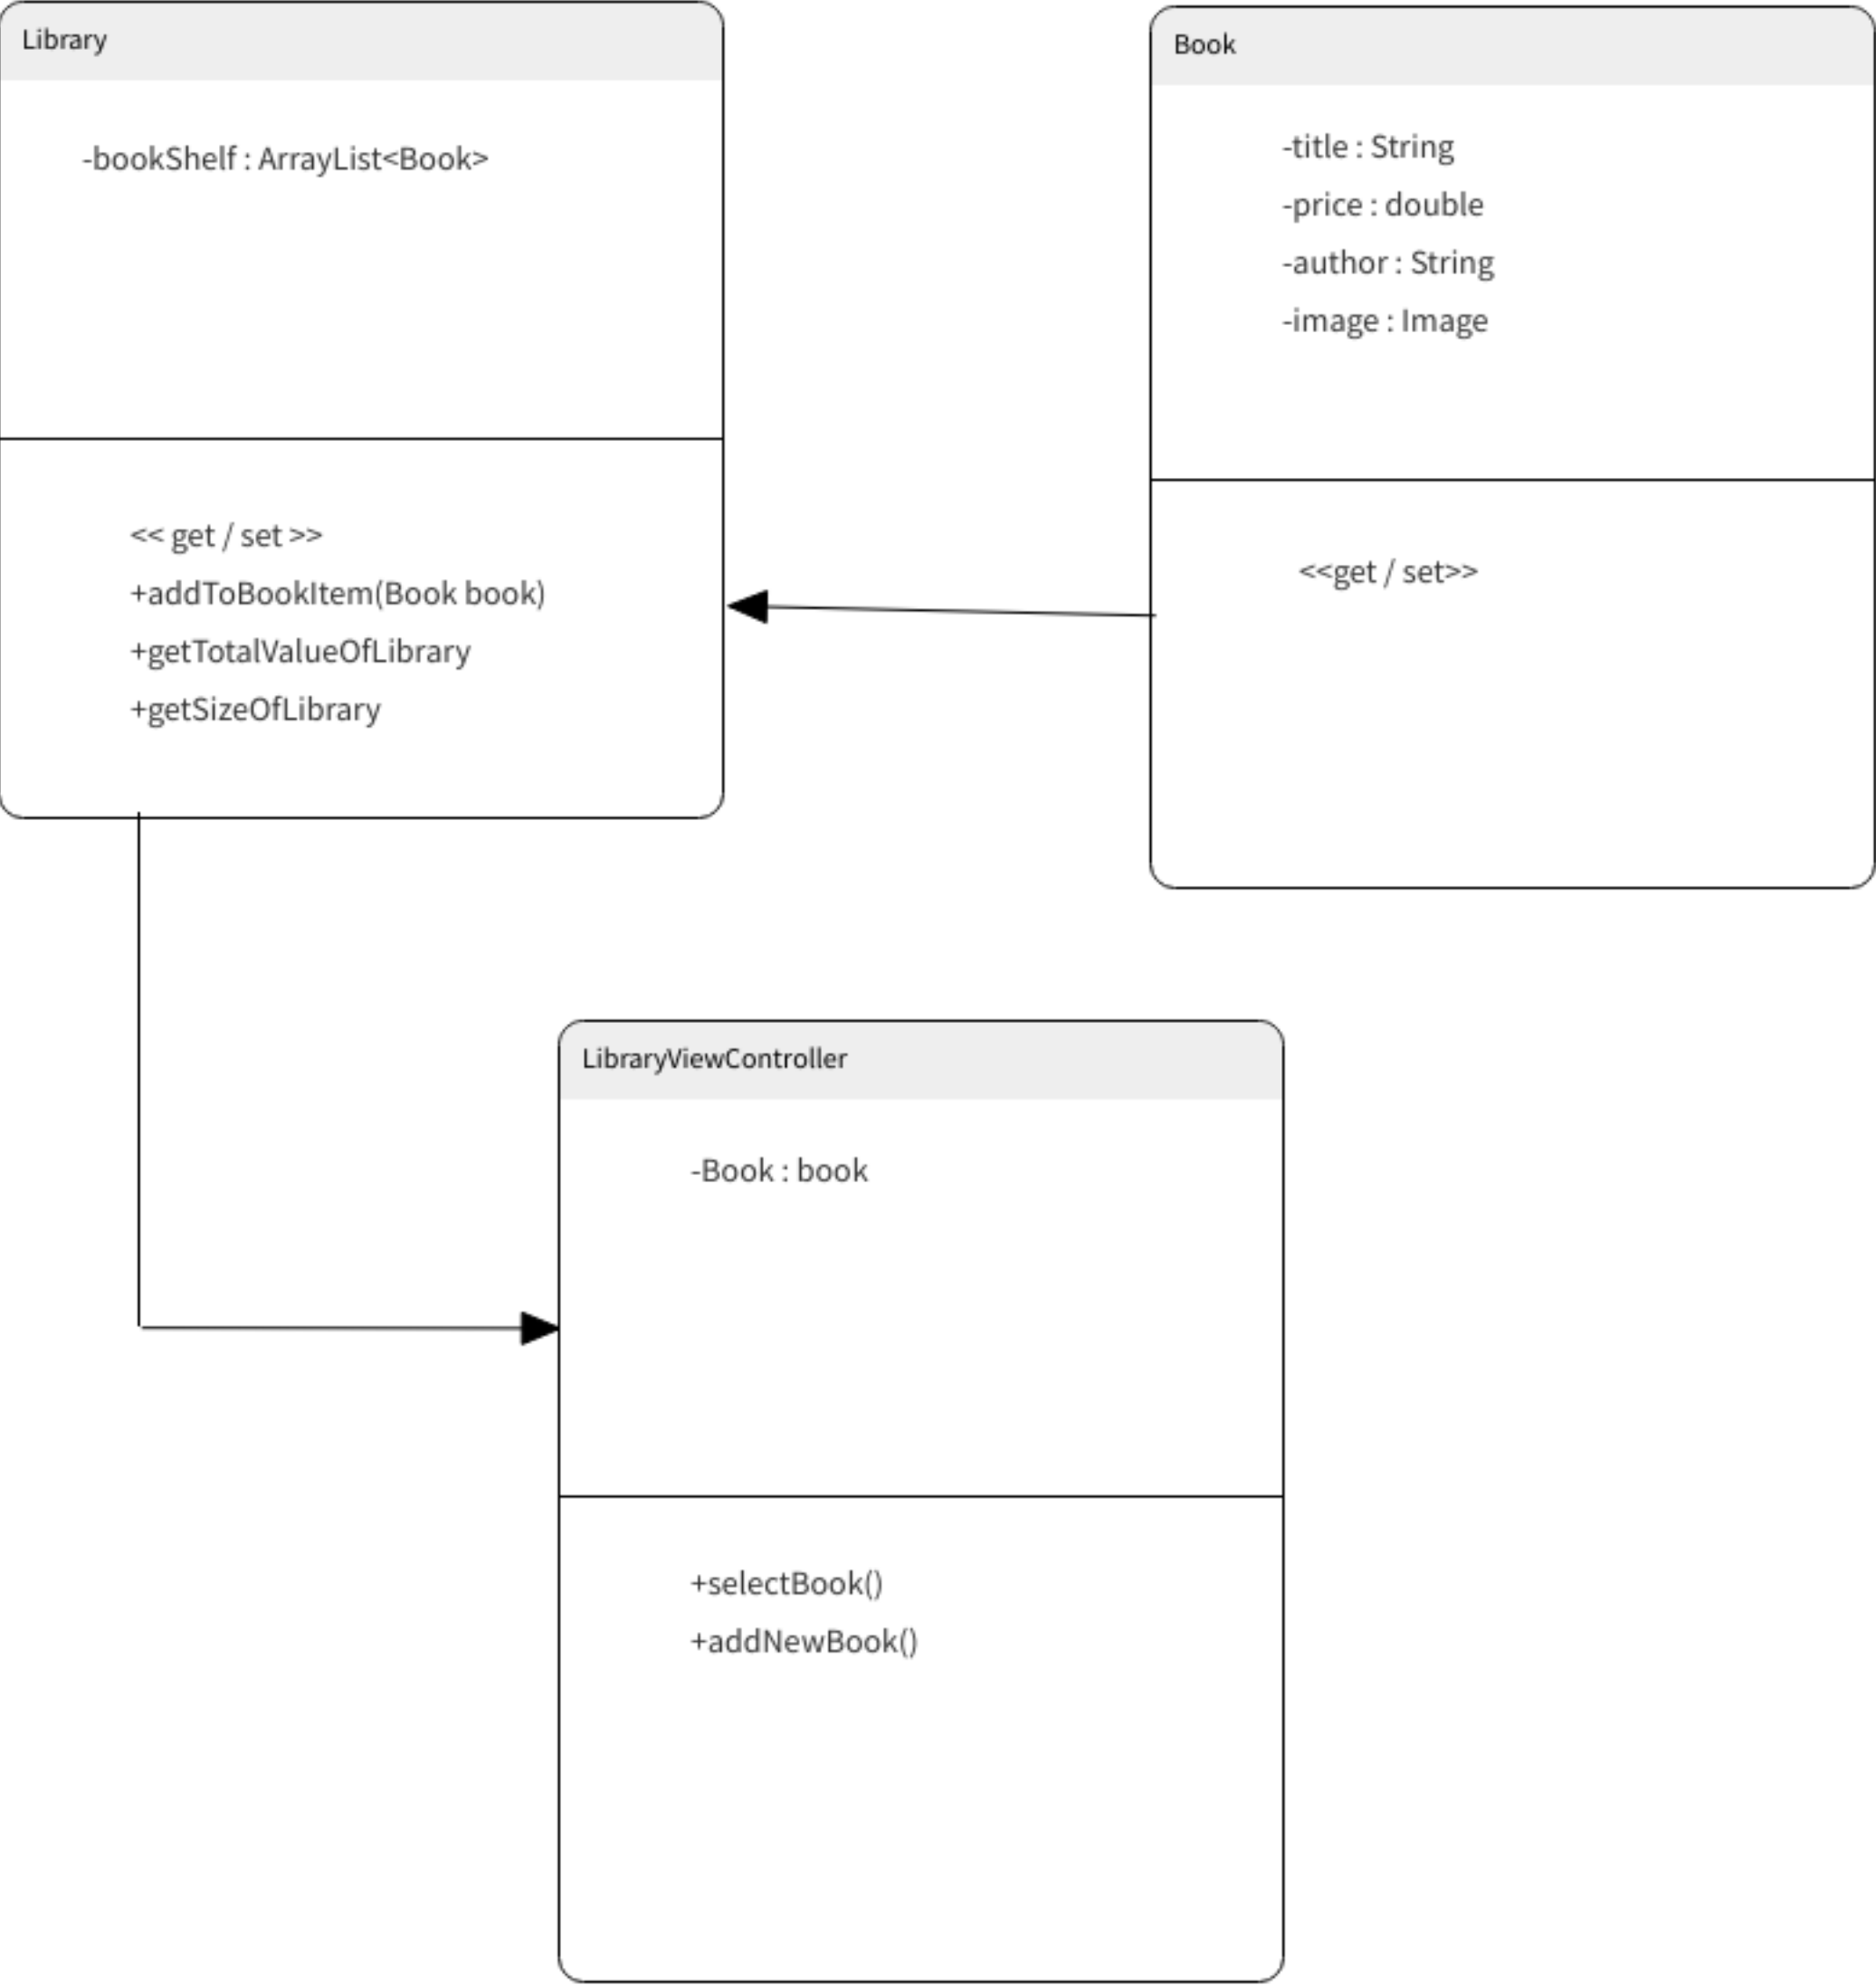 Library
-bookShelf : ArrayList<Book>
<< get / set >>
+addToBookItem(Book book)
+getTotalValueOfLibrary
+getSizeOfLibrary
Book
-title : String
-price : double
-author : String
-image : Image
<<get / set>>
LibraryViewController
-Book : book
+selectBook()
+addNewBook()